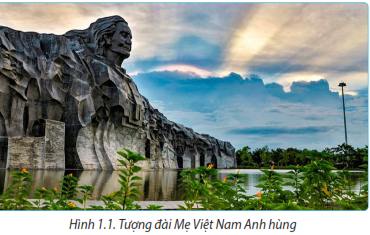 Hình 1.1. Tượng đài Mẹ Việt Nam Anh hùng